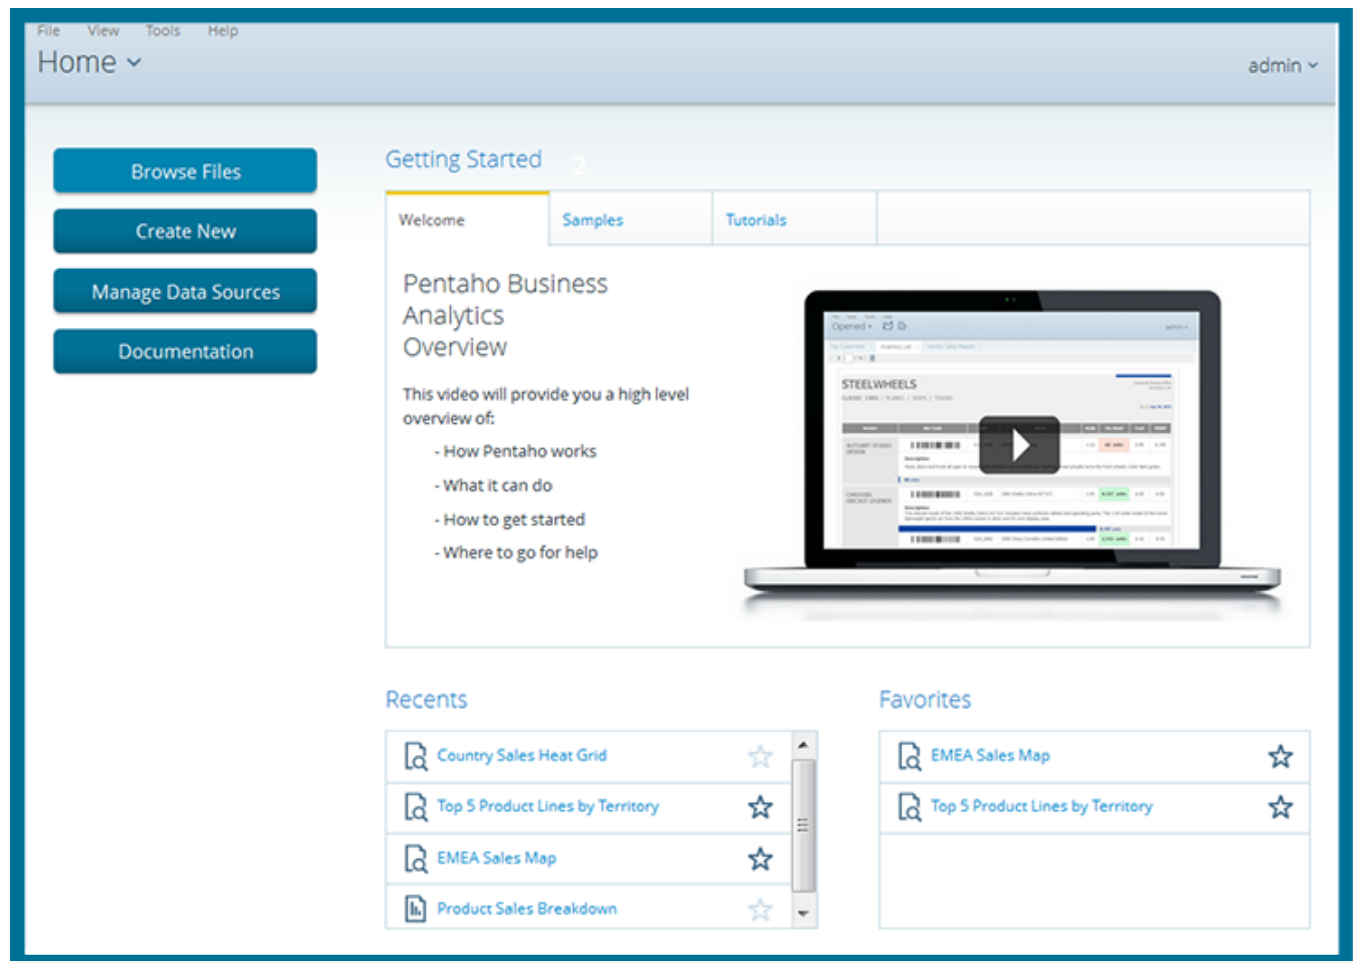 File View Tools Help
Home
admin
Browse Files
Create New
Manage Data Sources
Documentation
Getting Started
2
Welcome
Samples
Tutorials
Pentaho Business
Analytics
Overview
This video will provide you a high level
overview of:
- How Pentaho works
- What it can do
- How to get started
- Where to go for help
Opened
admin
STEELWHEELS
Recents
Country Sales Heat Grid
Top 5 Product Lines by Territory
EMEA Sales Map
Product Sales Breakdown
Favorites
EMEA Sales Map
Top 5 Product Lines by Territory